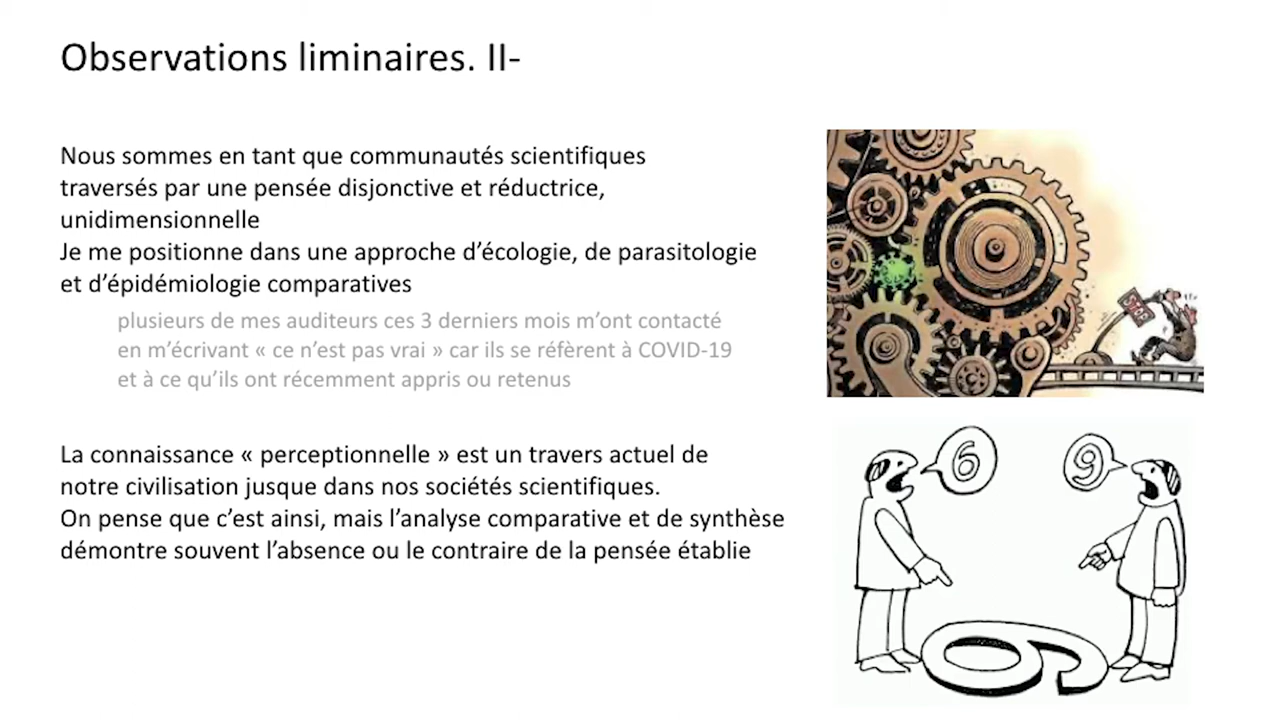 Observations liminaires. II-
Nous sommes en tant que communautés scientifiques
traversés par une pensée disjonctive et réductrice,
unidimensionnelle
Je me positionne dans une approche d’écologie, de parasitologie
et d’épidémiologie comparatives
plusieurs de mes auditeurs ces 3 derniers mois m’ont contacté
en m’écrivant « ce n’est pas vrai » car ils se réfèrent à COVID-19
et à ce qu’ils ont récemment appris ou retenus
STOP
La connaissance « perceptionnelle » est un travers actuel de
notre civilisation jusque dans nos sociétés scientifiques.
On pense que c’est ainsi, mais l’analyse comparative et de synthèse
démontre souvent l’absence ou le contraire de la pensée établie
6
9
6